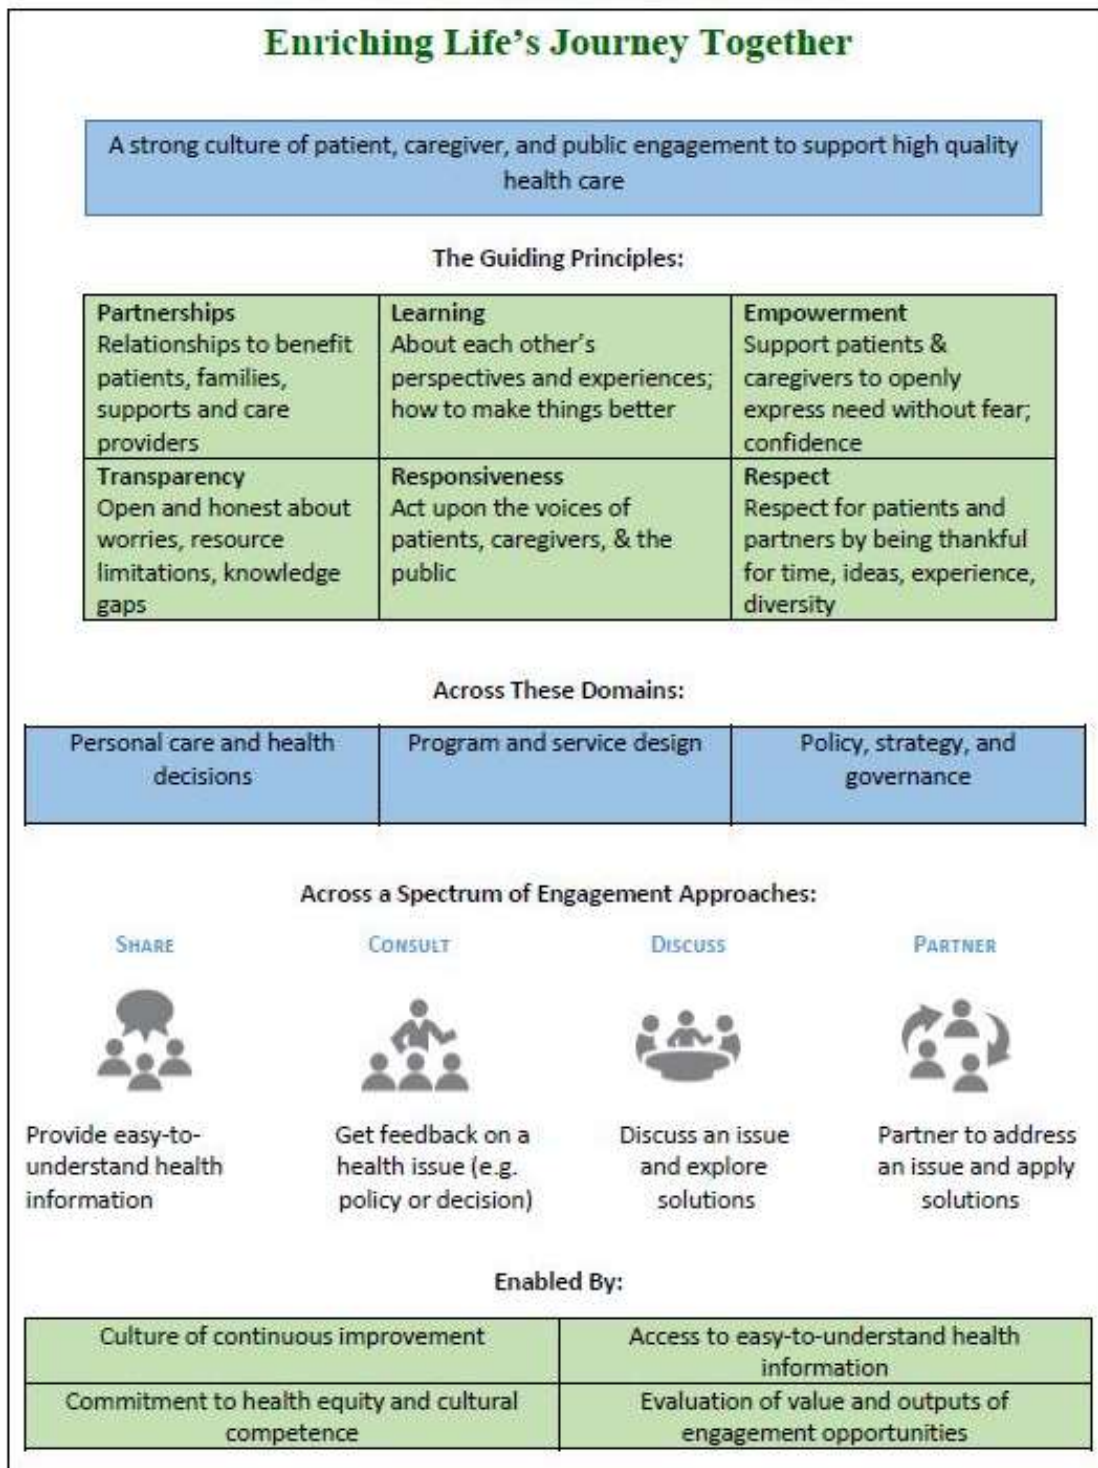 Enriching Life's Journey Together
A strong culture of patient, caregiver, and public engagement to support high quality
health care
The Guiding Principles:
Partnerships
Relationships to benefit
patients, families,
supports and care
providers
Learning
About each other's
perspectives and experiences;
how to make things better
Empowerment
Support patients &
caregivers to openly
express need without fear;
confidence
Transparency
Open and honest about
worries, resource
limitations, knowledge
gaps
Responsiveness
Act upon the voices of
patients, caregivers, & the
public
Respect
Respect for patients and
partners by being thankful
for time, ideas, experience,
diversity
Across These Domains:
Personal care and health
decisions
Program and service design
Policy, strategy, and
governance
Across a Spectrum of Engagement Approaches:
SHARE
CONSULT
DISCUSS
PARTNER
Provide easy-to-
understand health
information
Get feedback on a
health issue (e.g.
policy or decision)
Discuss an issue
and explore
solutions
Partner to address
an issue and apply
solutions
Enabled By:
Culture of continuous improvement
Access to easy-to-understand health
information
Commitment to health equity and cultural
competence
Evaluation of value and outputs of
engagement opportunities